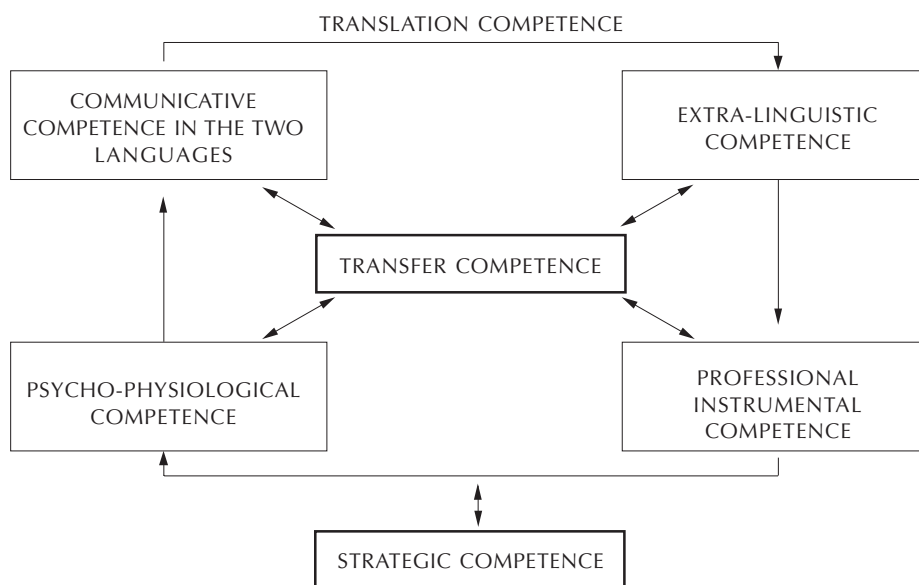 TRANSLATION COMPETENCE
COMMUNICATIVE
COMPETENCE IN THE TWO
LANGUAGES
EXTRA-LINGUISTIC
COMPETENCE
TRANSFER COMPETENCE
PSYCHO-PHYSIOLOGICAL
COMPETENCE
PROFESSIONAL
INSTRUMENTAL
COMPETENCE
STRATEGIC COMPETENCE